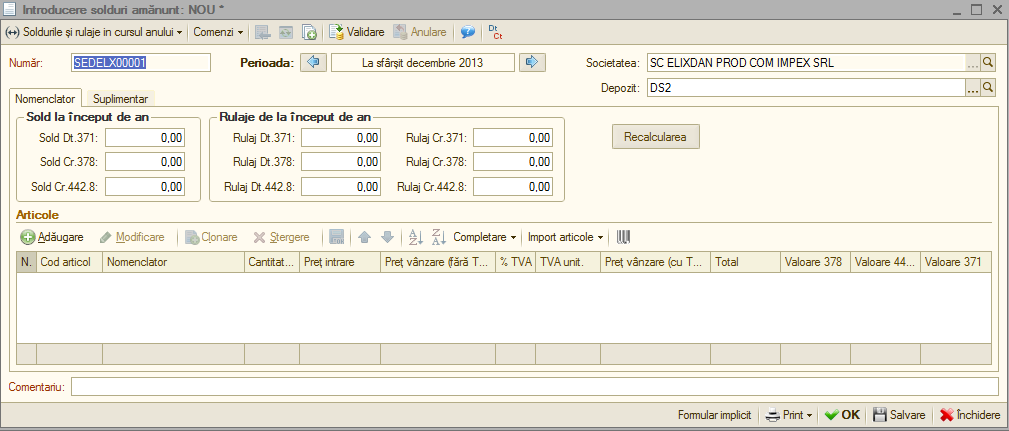 Introducere solduri amănunt: NOU *
(↔) Soldurile și rulaje in cursul anului Comenzi Validare Anulare Dt Ct
Număr: SEDELX00001 Perioada: La sfârșit decembrie 2013 Societatea: SC ELIXDAN PROD COM IMPEX SRL ...
Depozit: DS2 ...
Nomenclator Suplimentar
Sold la început de an Rulaje de la început de an
Sold Dt.371: 0,00 Rulaj Dt.371: 0,00 Rulaj Cr.371: 0,00 Recalcularea
Sold Cr.378: 0,00 Rulaj Dt.378: 0,00 Rulaj Cr.378: 0,00
Sold Cr.442.8: 0,00 Rulaj Dt.442.8: 0,00 Rulaj Cr.442.8: 0,00
Articole
Adăugare Modificare Clonare Ștergere Completare Import articole
N. Cod articol Nomenclator Cantitat... Preț intrare Preț vânzare (fără T... % TVA TVA unit. Preț vânzare (cu T... Total Valoare 378 Valoare 44... Valoare 371
Comentariu:
Formular implicit Print OK Salvare Închidere